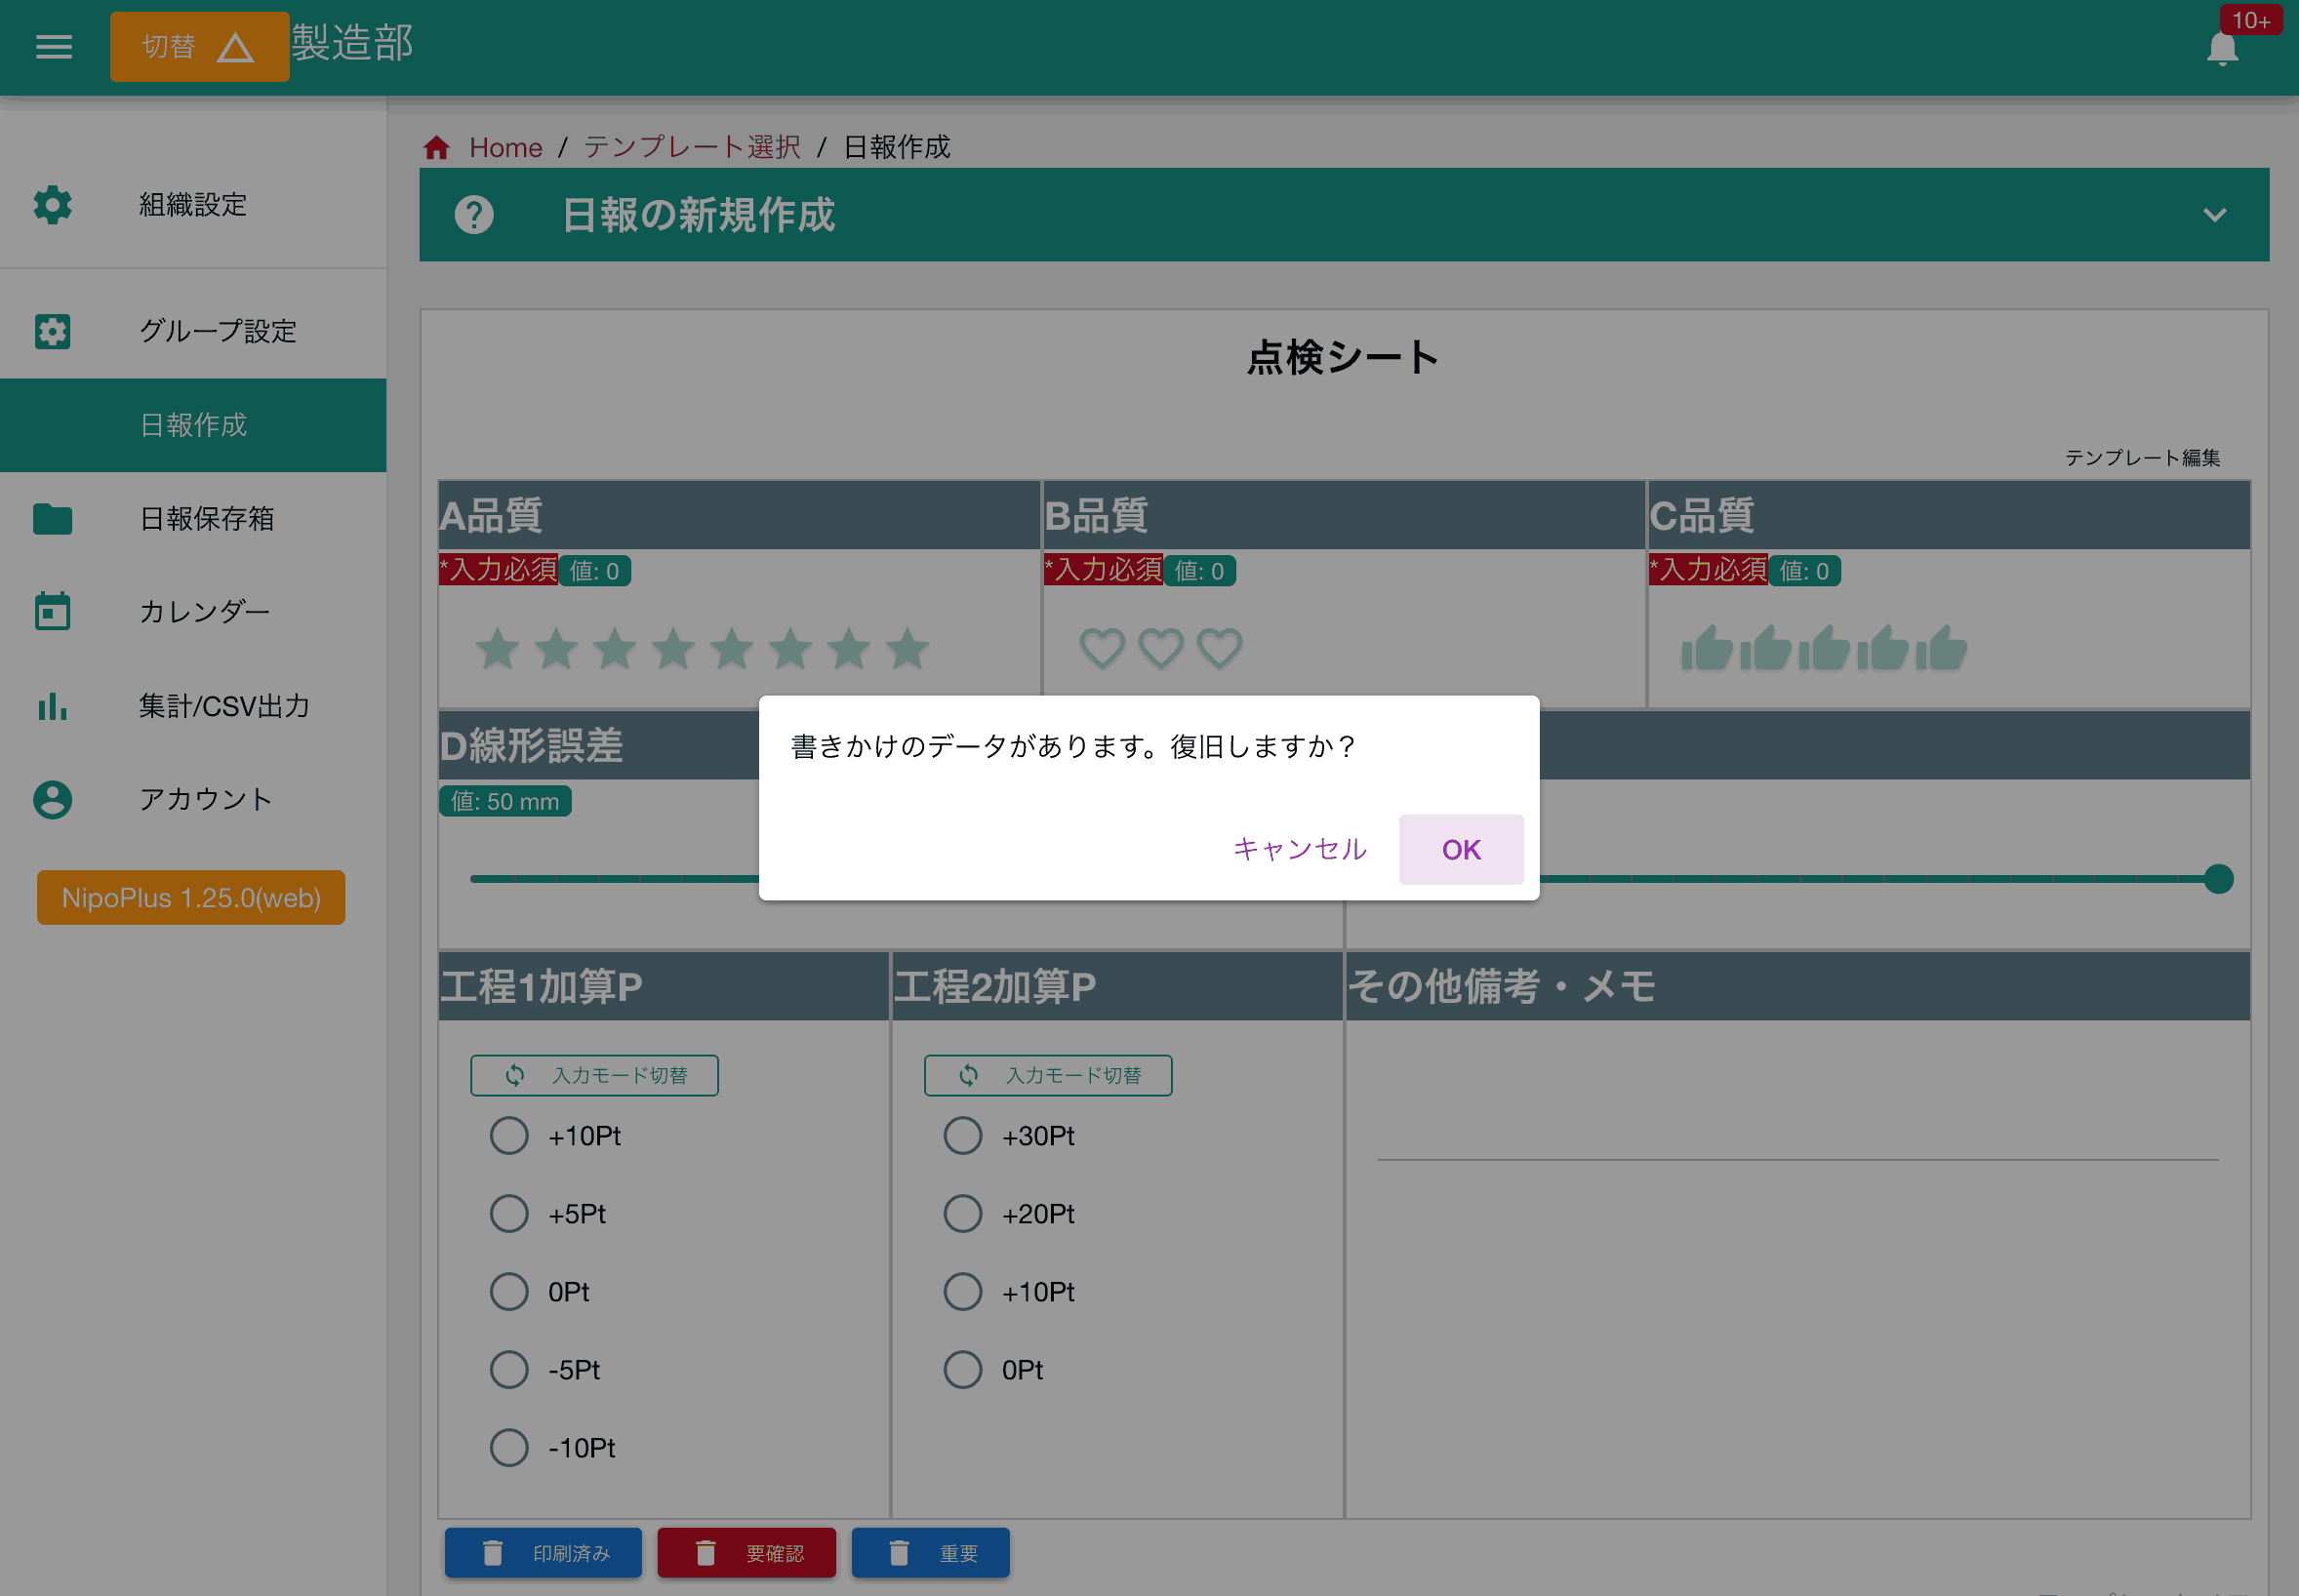 切替
製造部
10+
Home / テンプレート選択 / 日報作成
日報の新規作成
組織設定
グループ設定
日報作成
日報保存箱
カレンダー
集計/CSV出力
アカウント
NipoPlus 1.25.0(web)
点検シート
テンプレート編集
A品質
*入力必須 値: 0
B品質
*入力必須 値: 0
C品質
*入力必須 値: 0
D線形誤差
値: 50 mm
書きかけのデータがあります。復旧しますか？
キャンセル
OK
工程1加算P
入力モード切替
+10Pt
+5Pt
0Pt
-5Pt
-10Pt
工程2加算P
入力モード切替
+30Pt
+20Pt
+10Pt
0Pt
その他備考・メモ
印刷済み
要確認
重要